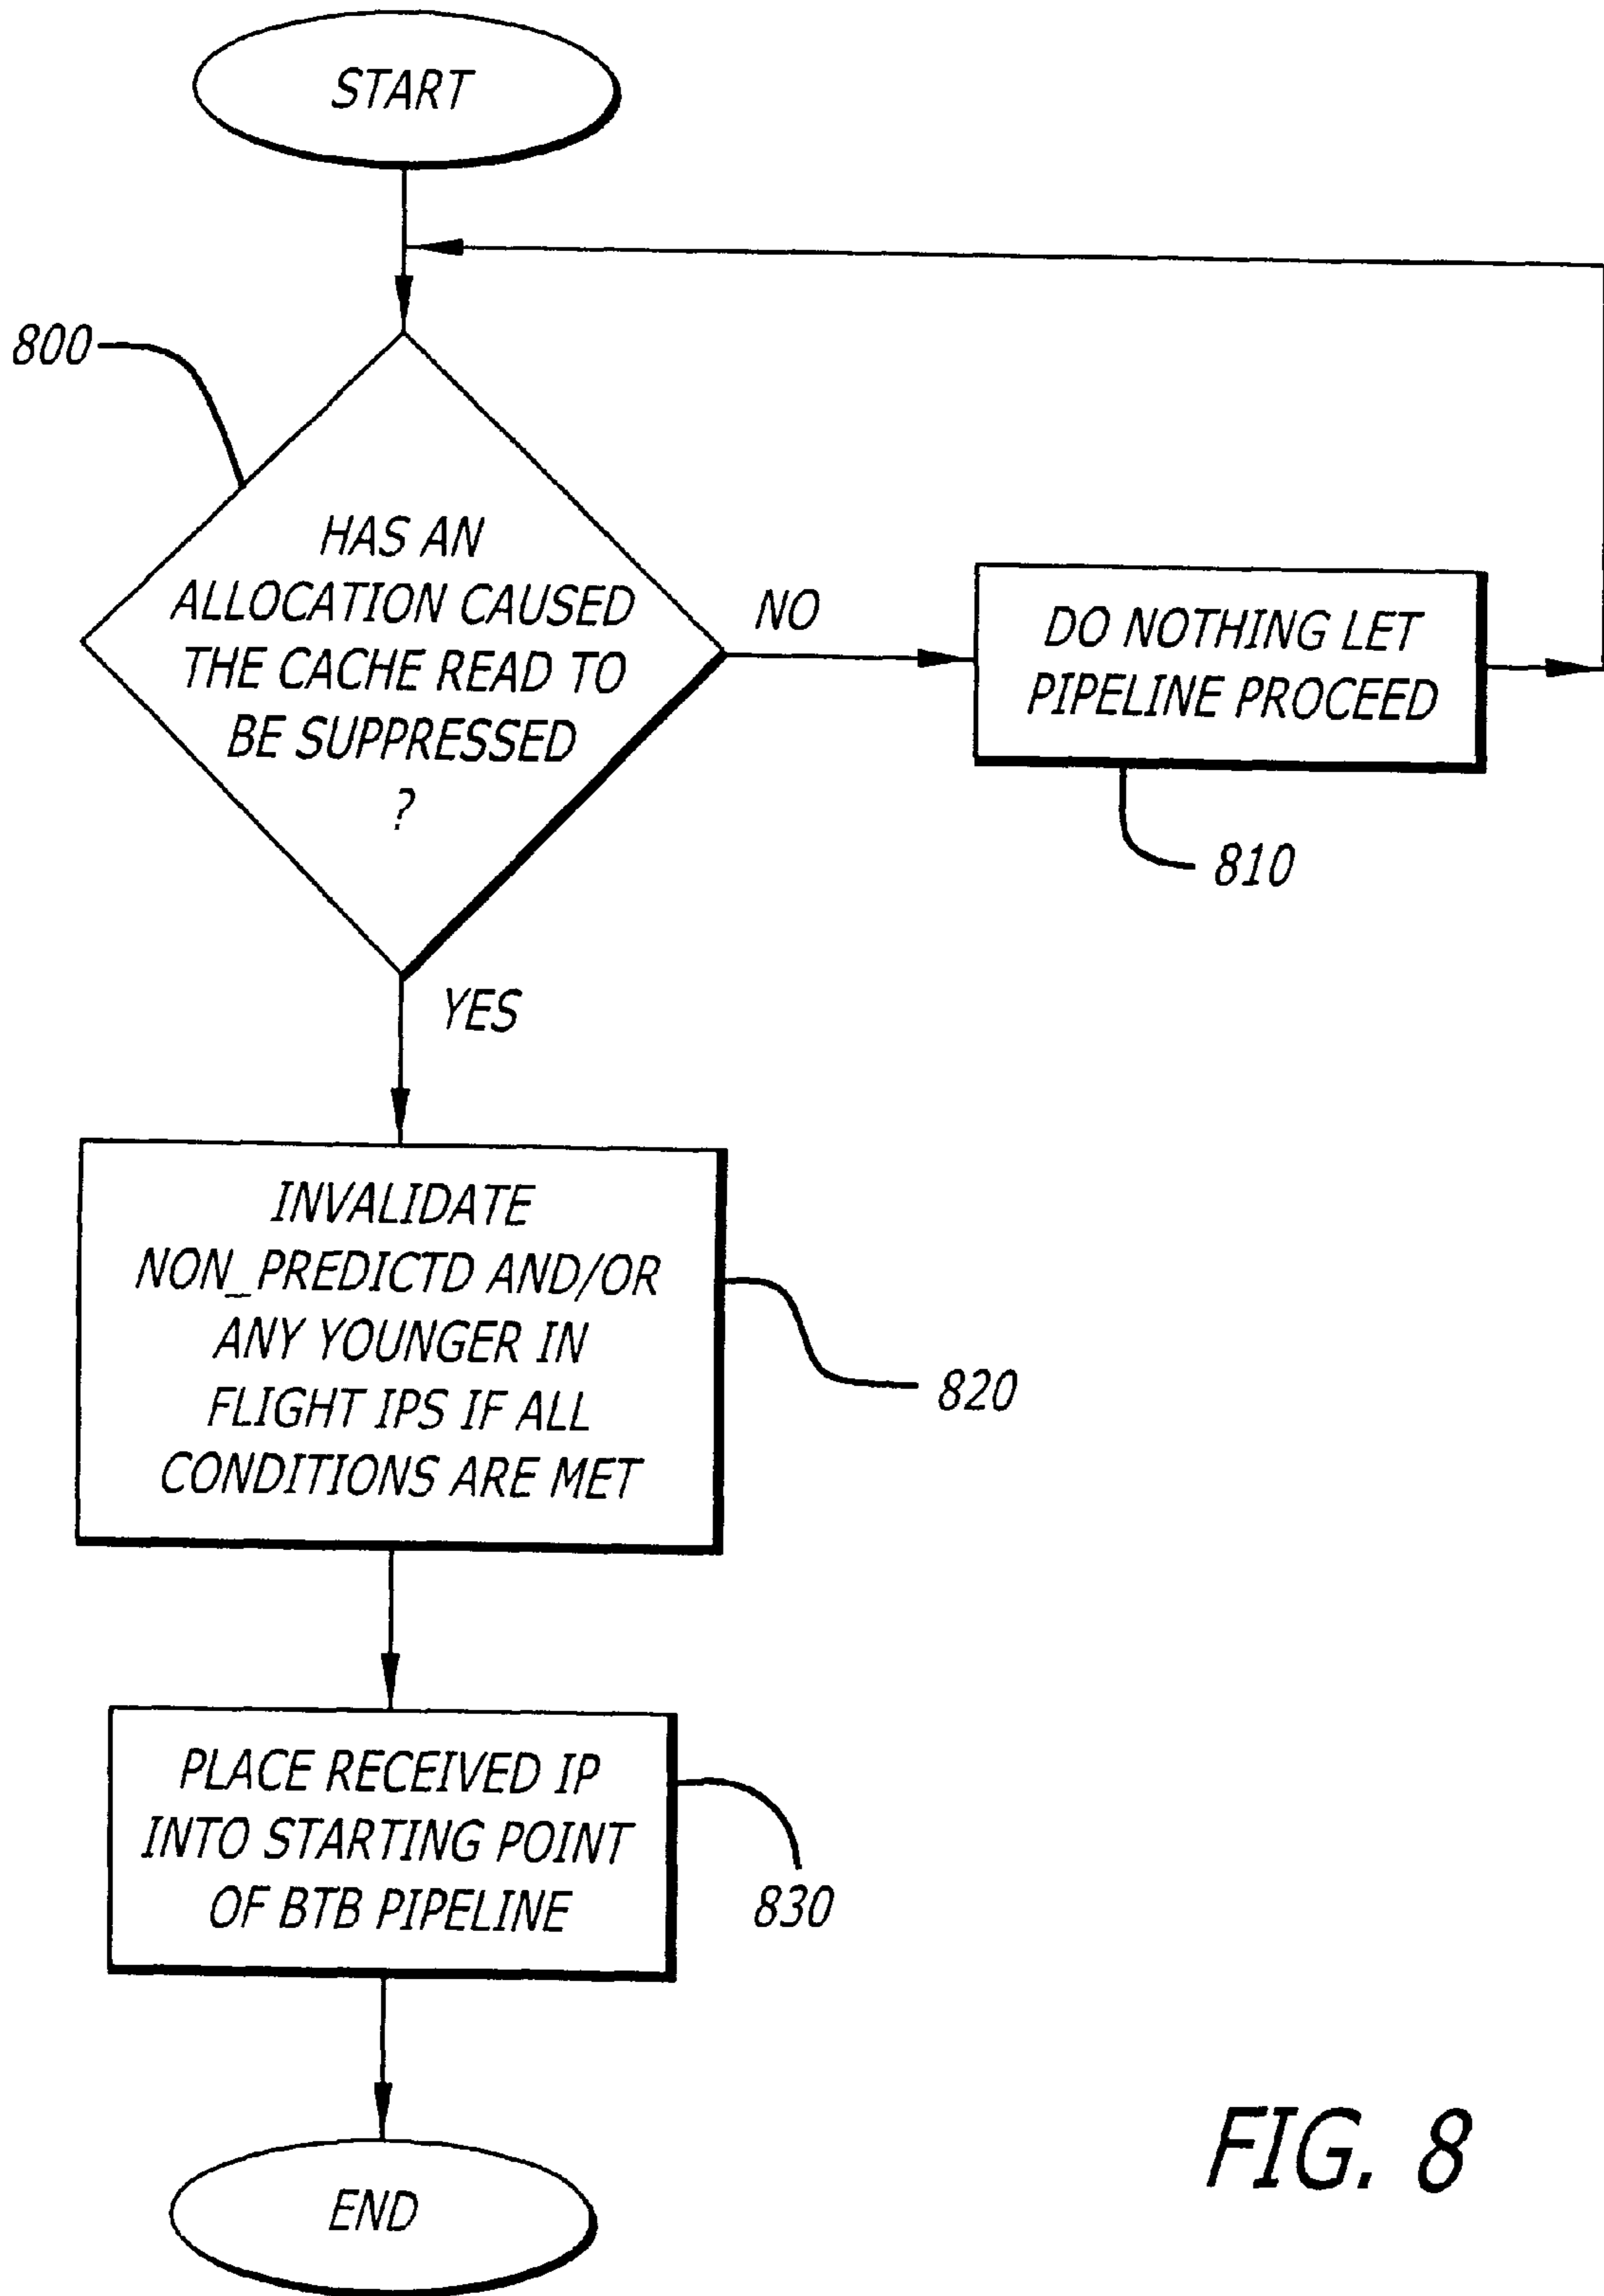 START
800
HAS AN
ALLOCATION CAUSED
THE CACHE READ TO
BE SUPPRESSED
?
NO
DO NOTHING LET
PIPELINE PROCEED
810
YES
INVALIDATE
NON_PREDICTD AND/OR
ANY YOUNGER IN
FLIGHT IPS IF ALL
CONDITIONS ARE MET
820
PLACE RECEIVED IP
INTO STARTING POINT
OF BTB PIPELINE
830
END
FIG. 8